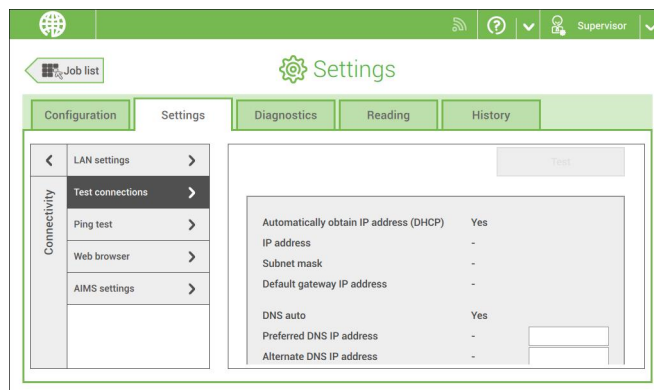 Supervisor
Job list
Settings
Configuration
Settings
Diagnostics
Reading
History
Connectivity
LAN settings
Test connections
Ping test
Web browser
AIMS settings
Test
Automatically obtain IP address (DHCP) Yes
IP address -
Subnet mask -
Default gateway IP address -
DNS auto Yes
Preferred DNS IP address -
Alternate DNS IP address -